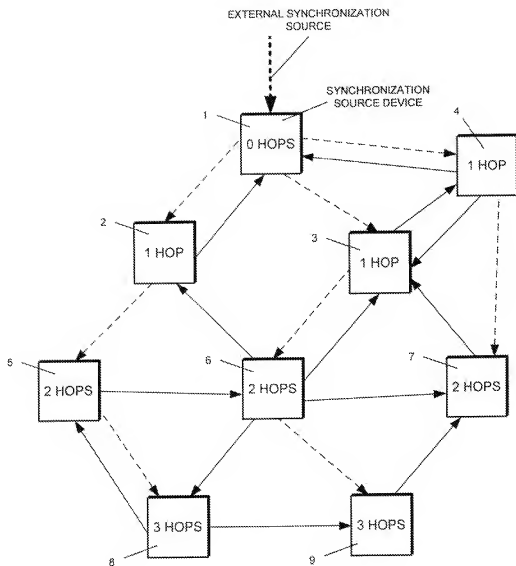 EXTERNAL SYNCHRONIZATION
SOURCE
SYNCHRONIZATION
SOURCE DEVICE
1
0 HOPS
4
1 HOP
2
1 HOP
3
1 HOP
5
2 HOPS
6
2 HOPS
7
2 HOPS
3 HOPS
8
3 HOPS
9